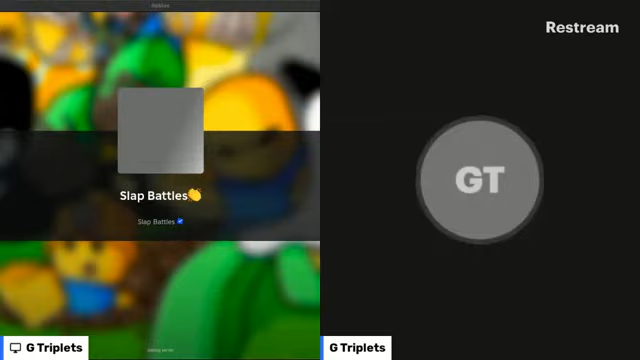 Roblox
Slap Battles👏
Slap Battles
G Triplets
Restream
GT
G Triplets